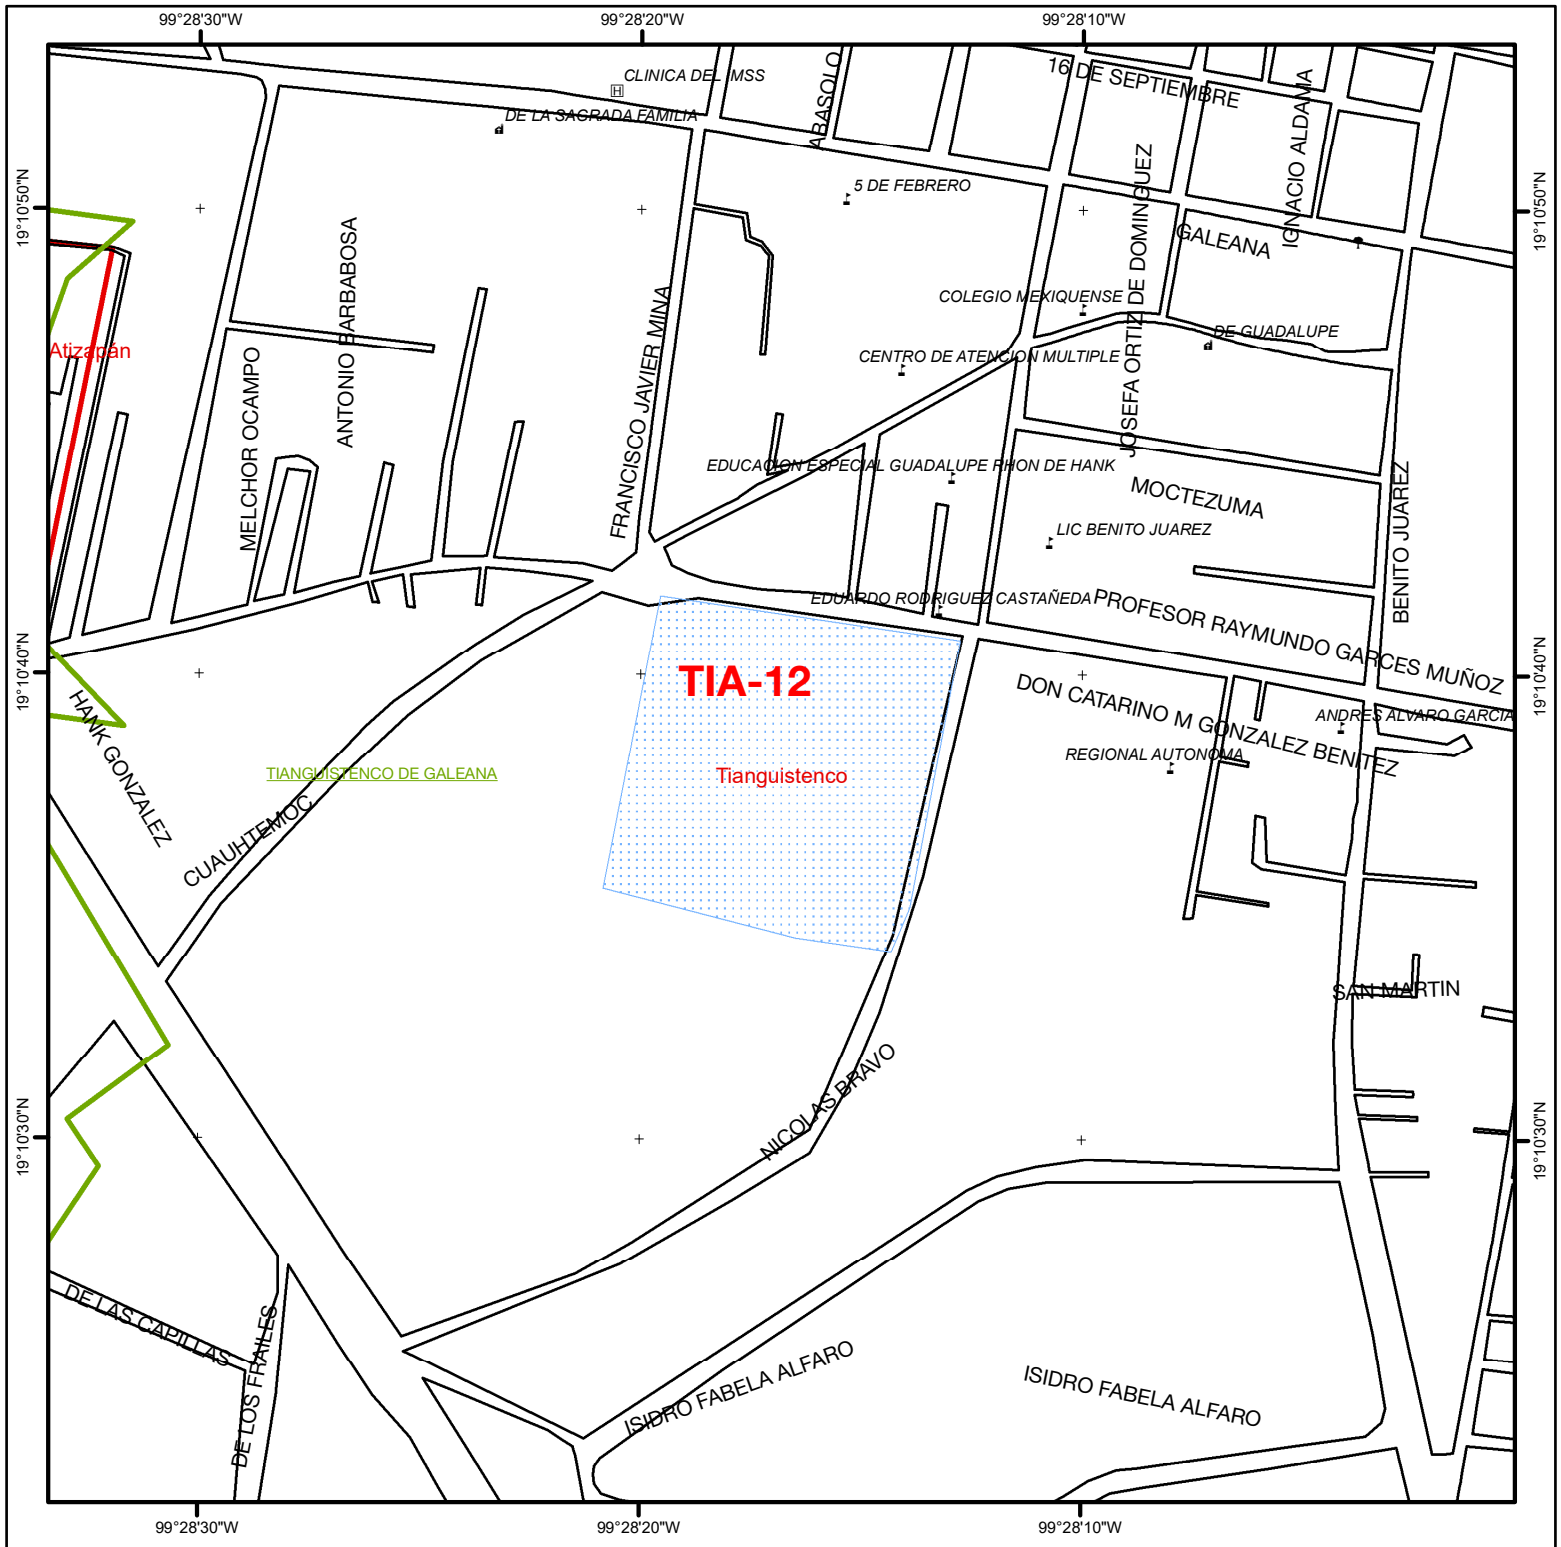 99°28'30"W
99°28'20"W
99°28'10"W
CLINICA DEL IMSS
16 DE SEPTIEMBRE
DE LA SAGRADA FAMILIA
ABASOLO
IGNACIO ALDAMA
5 DE FEBRERO
19°10'50"N
19°10'50"N
GALEANA
JOSEFA ORTIZ DE DOMINGUEZ
ANTONIO BARBABOSA
COLEGIO MEXIQUENSE
DE GUADALUPE
Atizapán
CENTRO DE ATENCION MULTIPLE
MELCHOR OCAMPO
FRANCISCO JAVIER MINA
EDUCACION ESPECIAL GUADALUPE RHON DE HANK
MOCTEZUMA
LIC BENITO JUAREZ
BENITO JUAREZ
EDUARDO RODRIGUEZ CASTAÑEDA
PROFESOR RAYMUNDO GARCES MUÑOZ
19°10'40"N
19°10'40"N
TIA-12
DON CATARINO M GONZALEZ BENITEZ
ANDRES ALVARO GARCIA
HANK GONZALEZ
REGIONAL AUTONOMA
TIANGUISTENCO DE GALEANA
Tianguistenco
CUAUHTEMOC
SAN MARTIN
NICOLAS BRAVO
19°10'30"N
19°10'30"N
DE LAS CAPILLAS
DE LOS FRAILES
ISIDRO FABELA ALFARO
ISIDRO FABELA ALFARO
99°28'30"W
99°28'20"W
99°28'10"W